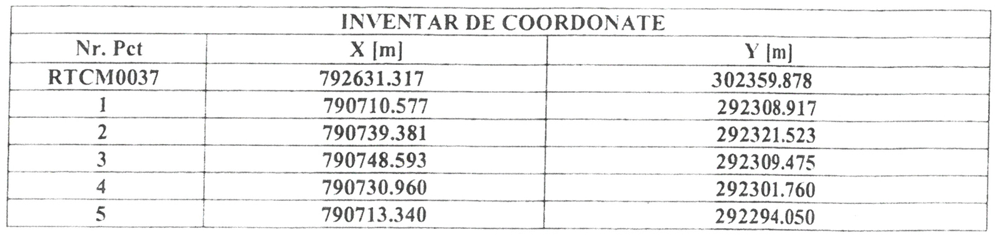 INVENTAR DE COORDONATE
Nr. Pct X [m] Y [m]
RTCM0037 792631.317 302359.878
1 790710.577 292308.917
2 790739.381 292321.523
3 790748.593 292309.475
4 790730.960 292301.760
5 790713.340 292294.050